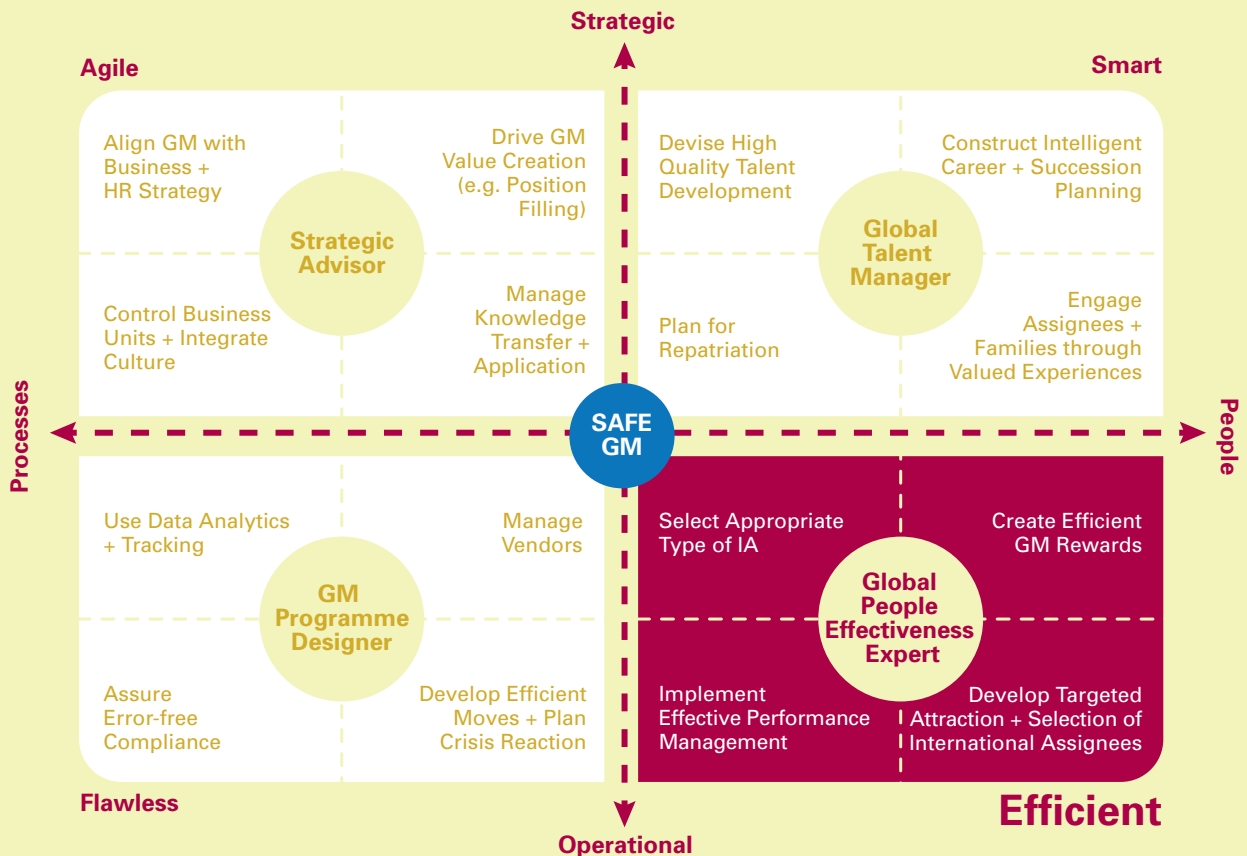 Strategic
Agile
Smart
Align GM with
Business +
HR Strategy
Drive GM
Value Creation
(e.g. Position
Filling)
Strategic
Advisor
Control Business
Units + Integrate
Culture
Manage
Knowledge
Transfer +
Application
Devise High
Quality Talent
Development
Construct Intelligent
Career + Succession
Planning
Global
Talent
Manager
Plan for
Repatriation
Engage
Assignees +
Families through
Valued Experiences
Processes
SAFE
GM
People
Use Data Analytics
+ Tracking
Manage
Vendors
GM
Programme
Designer
Assure
Error-free
Compliance
Develop Efficient
Moves + Plan
Crisis Reaction
Select Appropriate
Type of IA
Create Efficient
GM Rewards
Global
People
Effectiveness
Expert
Implement
Effective Performance
Management
Develop Targeted
Attraction + Selection of
International Assignees
Flawless
Efficient
Operational